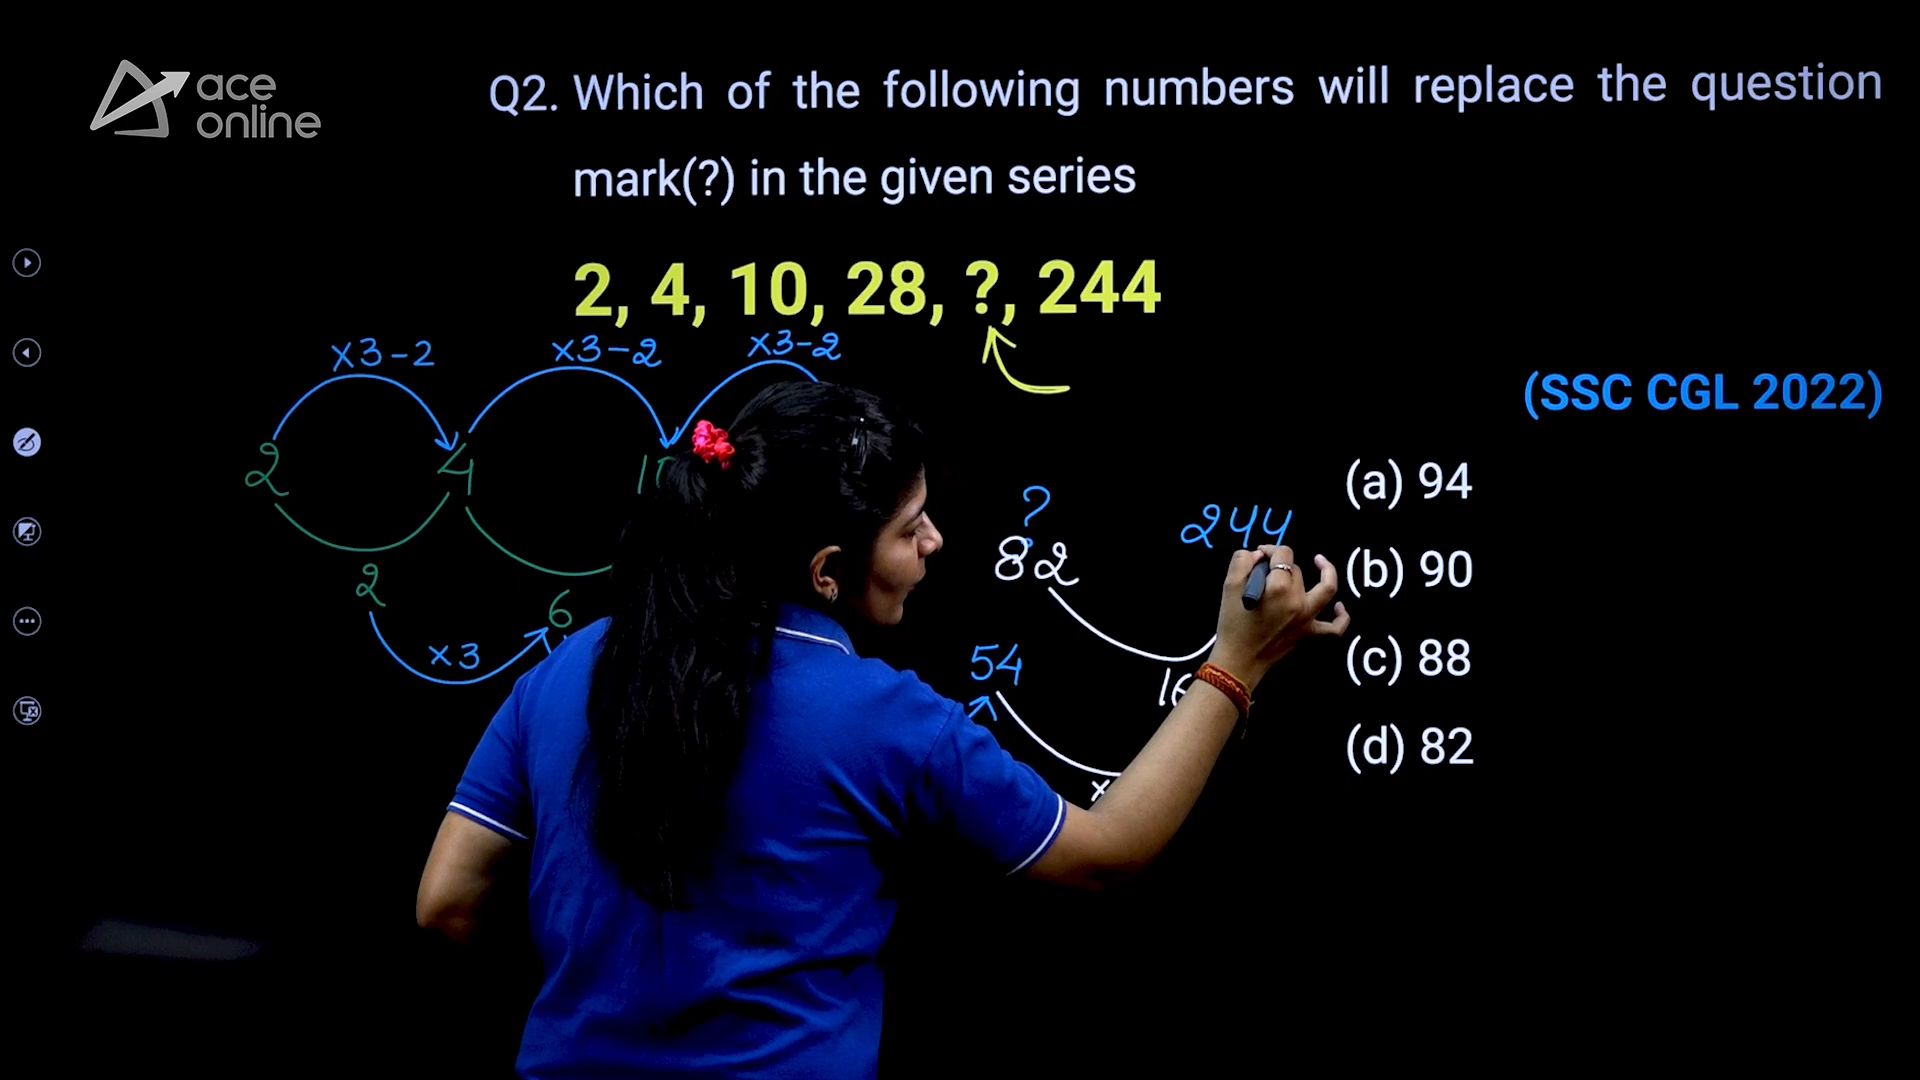 ace
online
Q2. Which of the following numbers will replace the question
mark(?) in the given series
2, 4, 10, 28, ?, 244
×3-2 ×3-2 ×3-2
(SSC CGL 2022)
2 4
? 244
82
2 6
×3
54
(a) 94
(b) 90
(c) 88
(d) 82